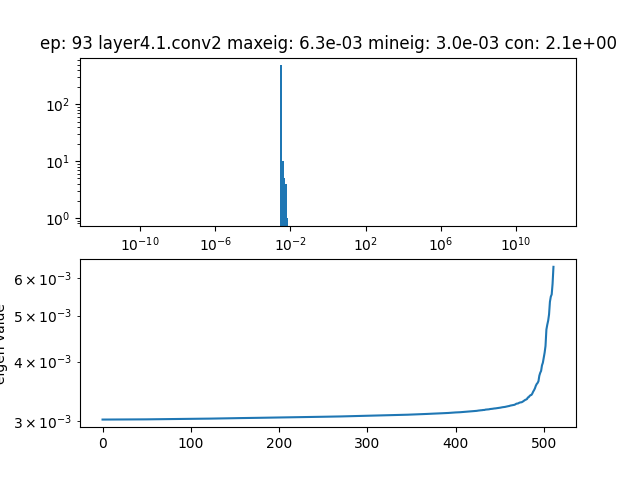 ep: 93 layer4.1.conv2 maxeig: 6.3e-03 mineig: 3.0e-03 con: 2.1e+00
10²
10¹
10⁰
10⁻¹⁰ 10⁻⁶ 10⁻² 10² 10⁶ 10¹⁰
6 × 10⁻³
5 × 10⁻³
4 × 10⁻³
3 × 10⁻³
eigen value
0 100 200 300 400 500